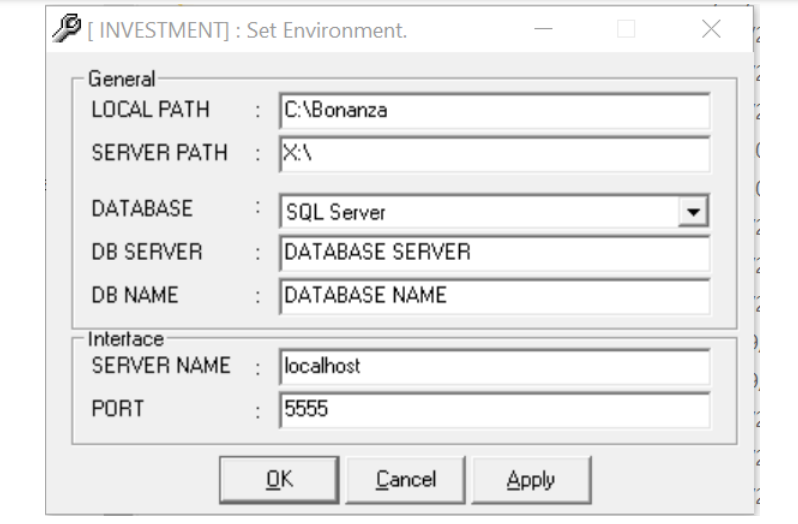 [ INVESTMENT] : Set Environment.
General
LOCAL PATH : C:\Bonanza
SERVER PATH : X:\
DATABASE : SQL Server
DB SERVER : DATABASE SERVER
DB NAME : DATABASE NAME
Interface
SERVER NAME : localhost
PORT : 5555
OK Cancel Apply